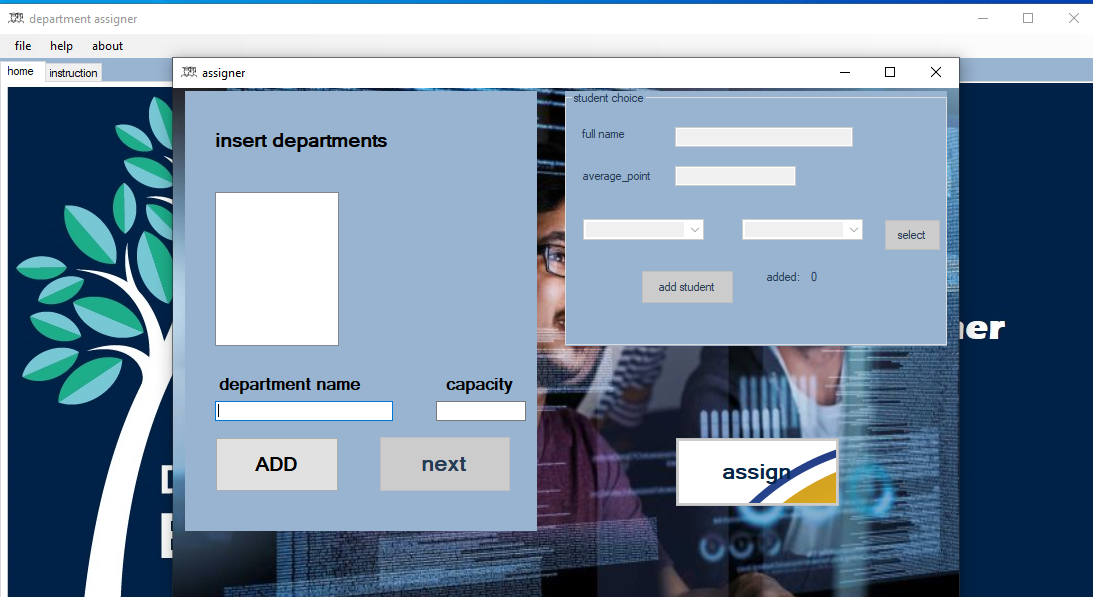 department assigner
file help about
home instruction
assigner
insert departments
department name capacity
ADD next
student choice
full name
average_point
select
add student added: 0
assign
ner
D
E